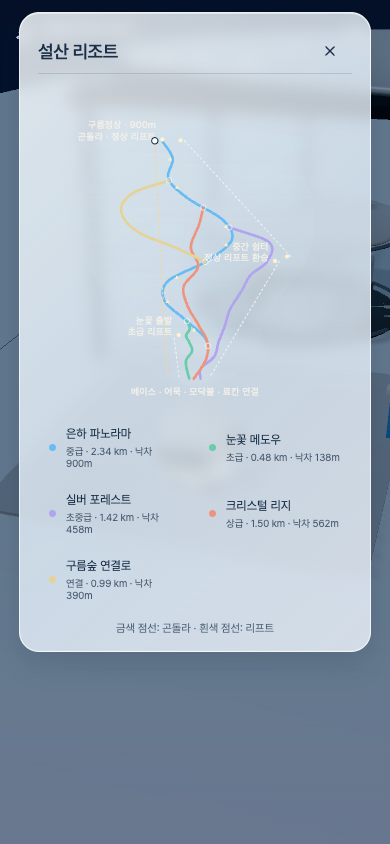 설산 리조트
구름정상 · 900m
곤돌라 · 정상 리프트
중간 쉼터
정상 리프트 환승
눈꽃 출발
초급 리프트
베이스 · 어묵 · 모닥불 · 로칸 연결
은하 파노라마
중급 · 2.34 km · 낙차
900m
눈꽃 메도우
초급 · 0.48 km · 낙차 138m
실버 포레스트
초중급 · 1.42 km · 낙차
458m
크리스털 리지
상급 · 1.50 km · 낙차 562m
구름숲 연결로
연결 · 0.99 km · 낙차
390m
금색 점선: 곤돌라 · 흰색 점선: 리프트